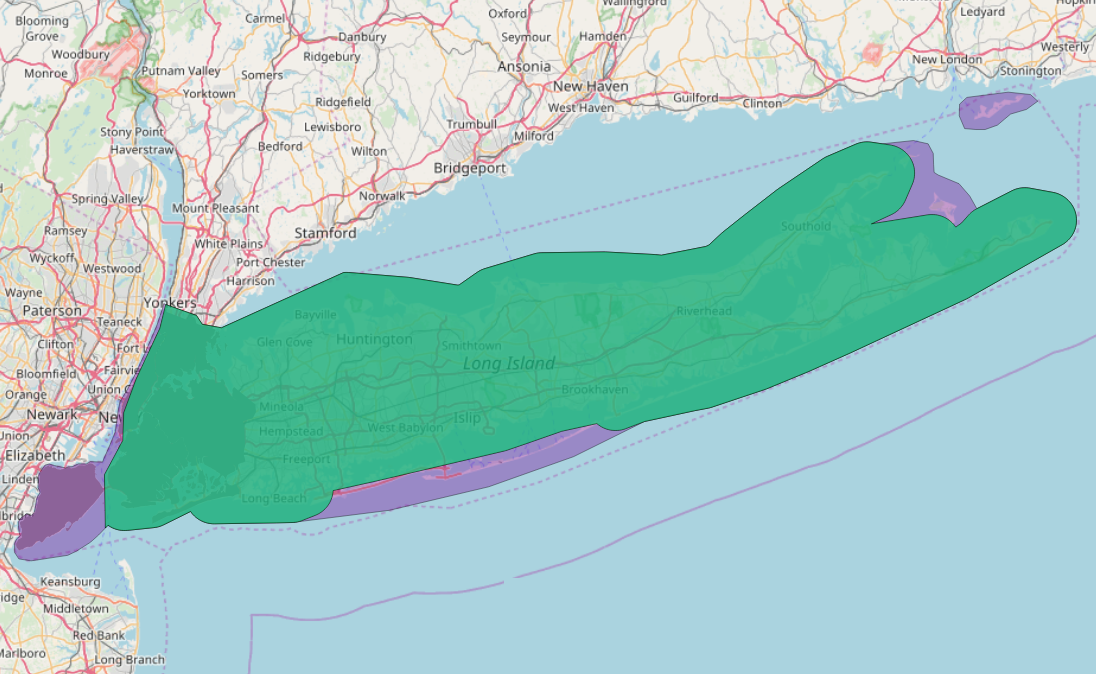 Oxford
Wallingford
Ledyard
Blooming
Grove
Carmel
Danbury
Seymour
Hamden
Westerly
Woodbury
Ridgebury
New London
Monroe
Putnam Valley
Somers
Ansonia
Stonington
Yorktown
New Haven
Ridgefield
West Haven
Guilford
Clinton
Stony Point
Lewisboro
Trumbull
Milford
Haverstraw
Bedford
Wilton
Bridgeport
Spring Valley
Norwalk
Mount Pleasant
Ramsey
Stamford
Southold
White Plains
Wyckoff
Westwood
Port Chester
Harrison
Wayne
Yonkers
Paterson
Bayville
Riverhead
Teaneck
Clifton
Fort L
Glen Cove
Huntington
Smithtown
Long Island
Bloomfield
Fairvie
Orange
Union C
Brookhaven
Newark
Ne
Mineola
Islip
Union
Hempstead
West Babylon
Elizabeth
Freeport
Linden
Long Beach
lbridge
Keansburg
idge
Middletown
Red Bank
Marlboro
Long Branch